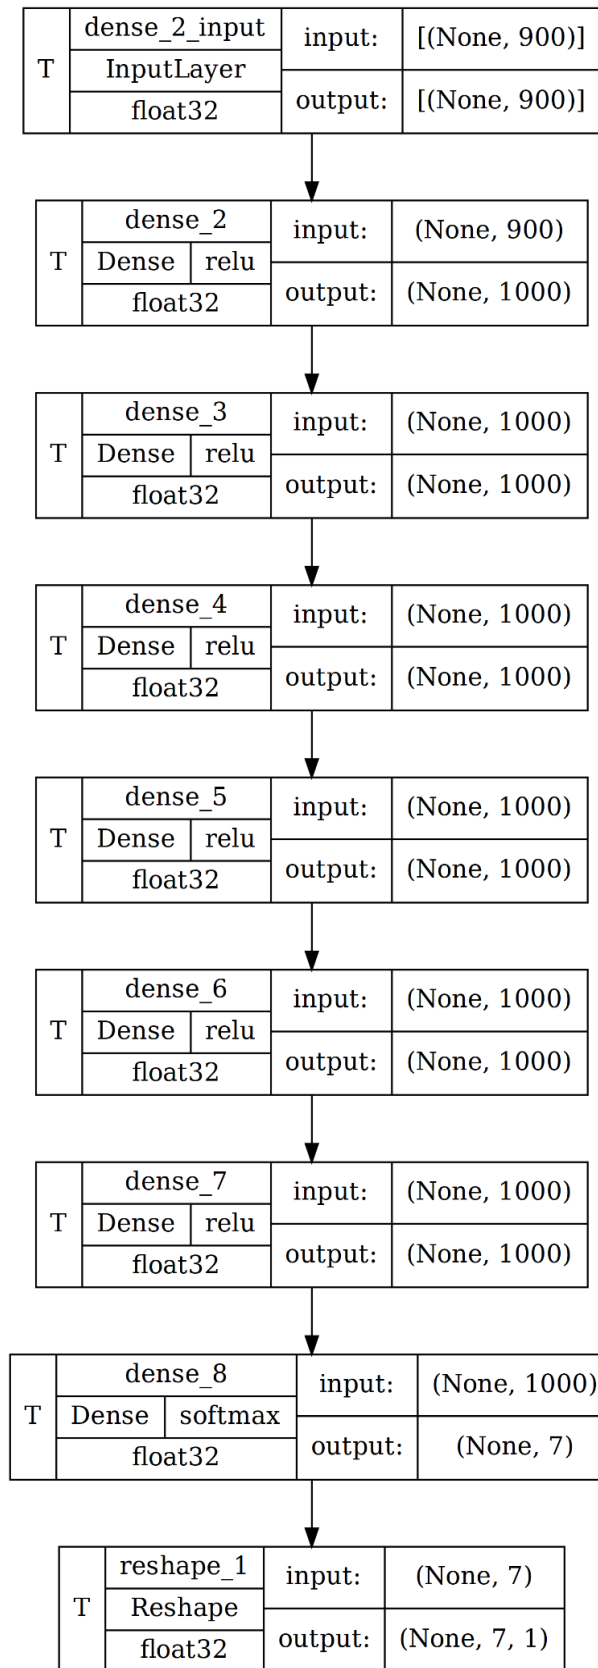 T dense_2_input input: [(None, 900)]
InputLayer
float32 output: [(None, 900)]
T dense_2 input: (None, 900)
Dense relu
float32 output: (None, 1000)
T dense_3 input: (None, 1000)
Dense relu
float32 output: (None, 1000)
T dense_4 input: (None, 1000)
Dense relu
float32 output: (None, 1000)
T dense_5 input: (None, 1000)
Dense relu
float32 output: (None, 1000)
T dense_6 input: (None, 1000)
Dense relu
float32 output: (None, 1000)
T dense_7 input: (None, 1000)
Dense relu
float32 output: (None, 1000)
T dense_8 input: (None, 1000)
Dense softmax
float32 output: (None, 7)
T reshape_1 input: (None, 7)
Reshape
float32 output: (None, 7, 1)